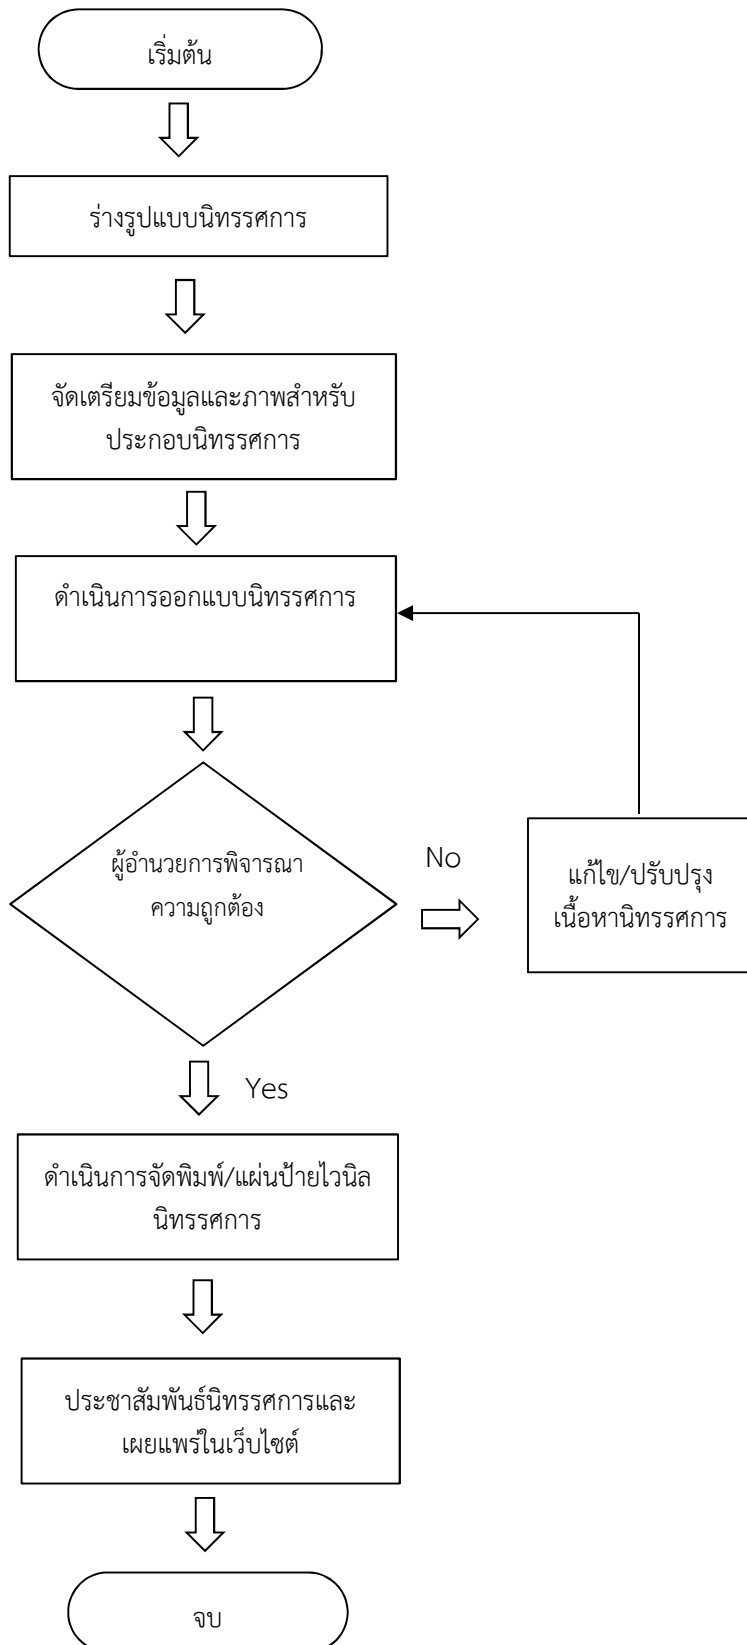 เริ่มต้น
ร่างรูปแบบนิทรรศการ
จัดเตรียมข้อมูลและภาพสำหรับ
ประกอบนิทรรศการ
ดำเนินการออกแบบนิทรรศการ
ผู้อำนวยการพิจารณา
ความถูกต้อง
No
แก้ไข/ปรับปรุง
เนื้อหานิทรรศการ
Yes
ดำเนินการจัดพิมพ์/แผ่นป้ายไวนิล
นิทรรศการ
ประชาสัมพันธ์นิทรรศการและ
เผยแพร่ในเว็บไซต์
จบ